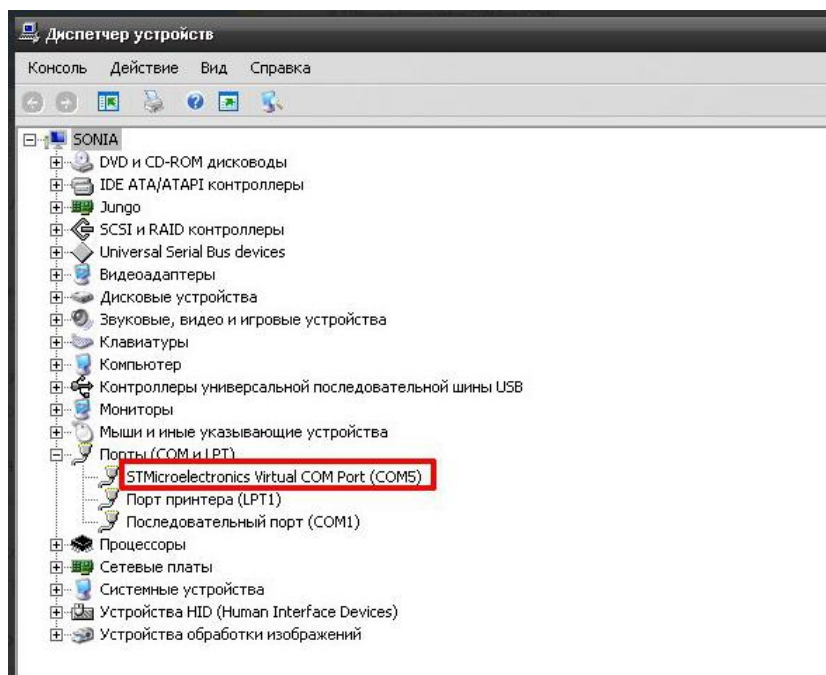 Диспетчер устройств
Консоль Действие Вид Справка
SONIA
DVD и CD-ROM дисководы
IDE ATA/ATAPI контроллеры
Jungo
SCSI и RAID контроллеры
Universal Serial Bus devices
Видеоадаптеры
Дисковые устройства
Звуковые, видео и игровые устройства
Клавиатуры
Компьютер
Контроллеры универсальной последовательной шины USB
Мониторы
Мыши и иные указывающие устройства
Порты (COM и LPT)
STMicroelectronics Virtual COM Port (COM5)
Порт принтера (LPT1)
Последовательный порт (COM1)
Процессоры
Сетевые платы
Системные устройства
Устройства HID (Human Interface Devices)
Устройства обработки изображений